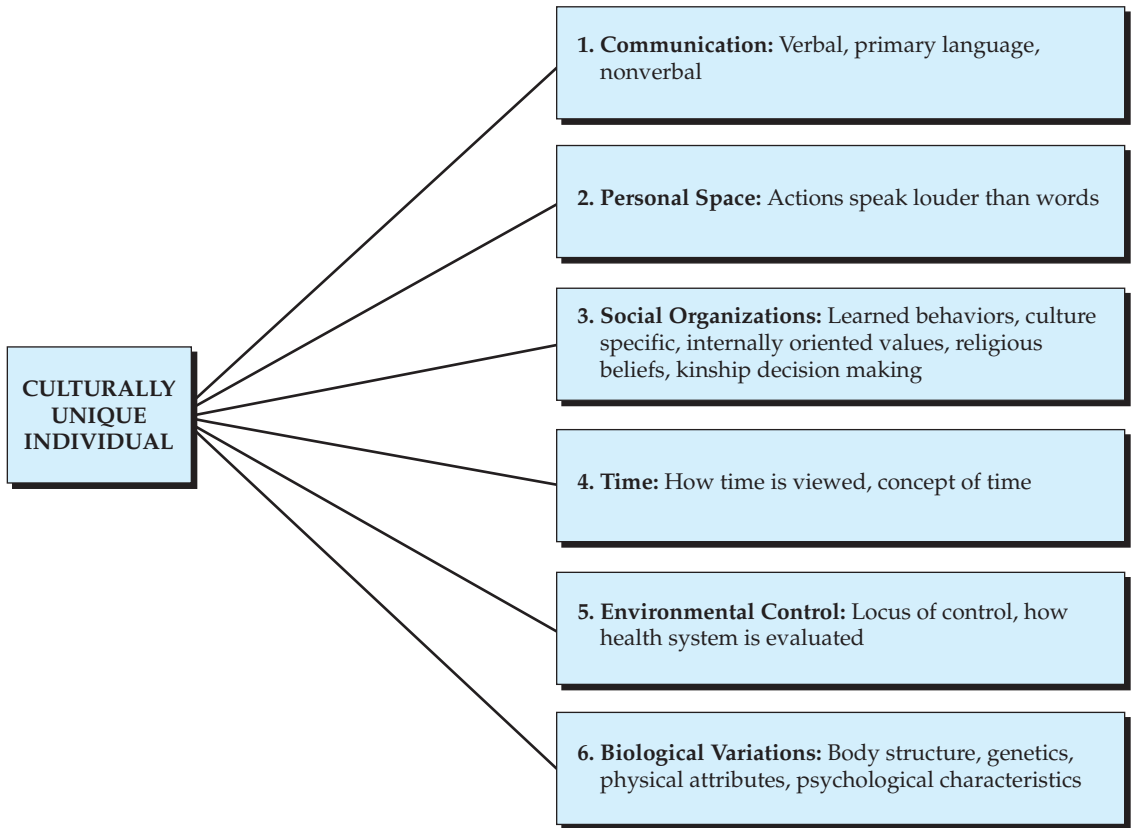 1. Communication: Verbal, primary language,
nonverbal
2. Personal Space: Actions speak louder than words
3. Social Organizations: Learned behaviors, culture
specific, internally oriented values, religious
beliefs, kinship decision making
CULTURALLY
UNIQUE
INDIVIDUAL
4. Time: How time is viewed, concept of time
5. Environmental Control: Locus of control, how
health system is evaluated
6. Biological Variations: Body structure, genetics,
physical attributes, psychological characteristics